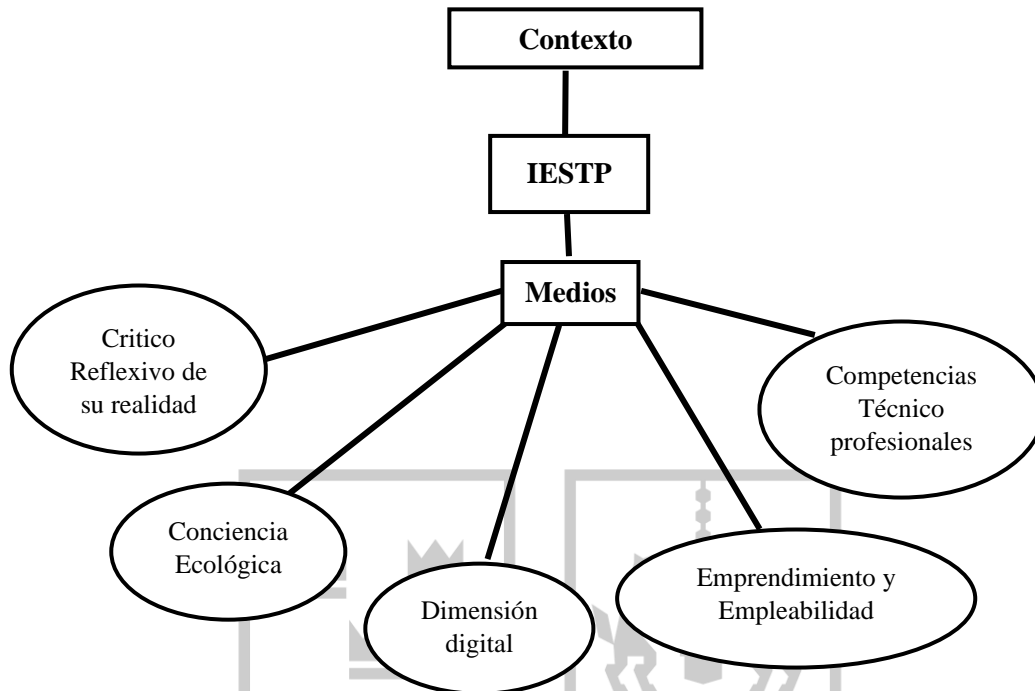 Contexto
IESTP
Medios
Critico
Reflexivo de
su realidad
Competencias
Técnico
profesionales
Conciencia
Ecológica
Dimensión
digital
Emprendimiento y
Empleabilidad